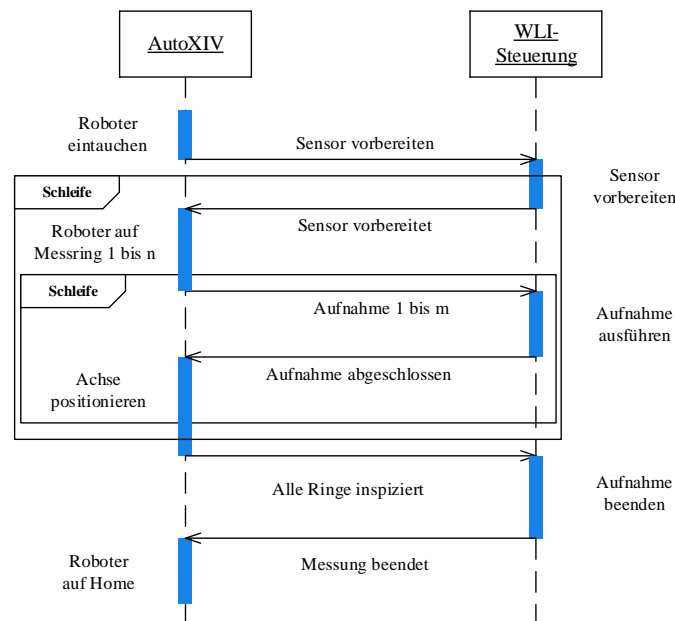 AutoXIV
WLI-
Steuerung
Roboter
eintauchen
Sensor vorbereiten
Sensor
vorbereiten
Schleife
Sensor vorbereitet
Roboter auf
Messring 1 bis n
Schleife
Aufnahme 1 bis m
Aufnahme
ausführen
Aufnahme abgeschlossen
Achse
positionieren
Alle Ringe inspiziert
Aufnahme
beenden
Messung beendet
Roboter
auf Home